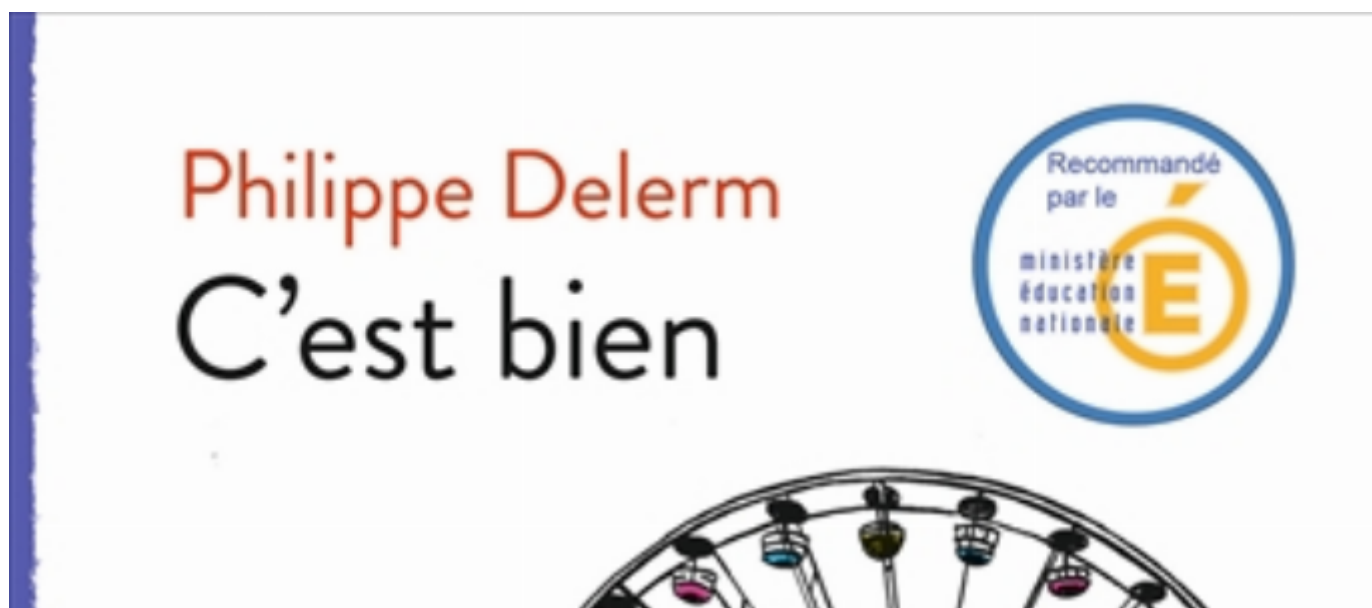 Philippe Delerm
C'est bien
Recommandé
par le
ministère
éducation
nationale
É